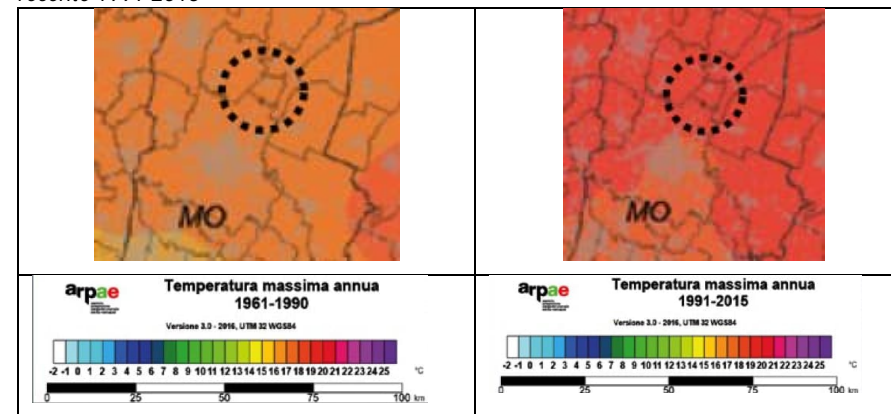 MO
MO
arpae
Temperatura massima annua
1961-1990
Versione 3.0 - 2016, UTM 32 WGS84
-2 -1 0 1 2 3 4 5 6 7 8 9 10 11 12 13 14 15 16 17 18 19 20 21 22 23 24 25 °C
0 25 50 75 100 km
arpae
Temperatura massima annua
1991-2015
Versione 3.0 - 2016, UTM 32 WGS84
-2 -1 0 1 2 3 4 5 6 7 8 9 10 11 12 13 14 15 16 17 18 19 20 21 22 23 24 25 °C
0 25 50 75 100 km